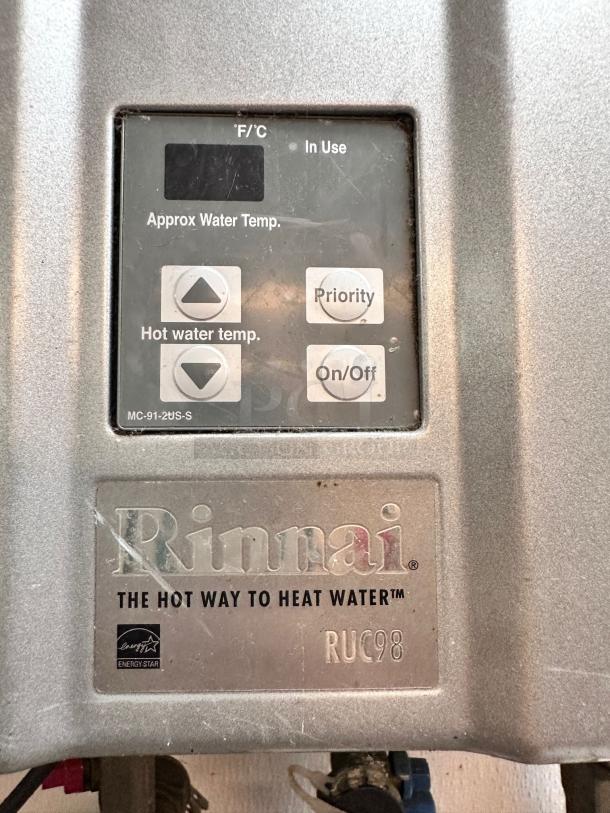 °F/°C
In Use
Approx Water Temp.
Priority
Hot water temp.
On/Off
MC-91-2US-S
Rinnai®
THE HOT WAY TO HEAT WATER™
energy
ENERGY STAR
RUC98